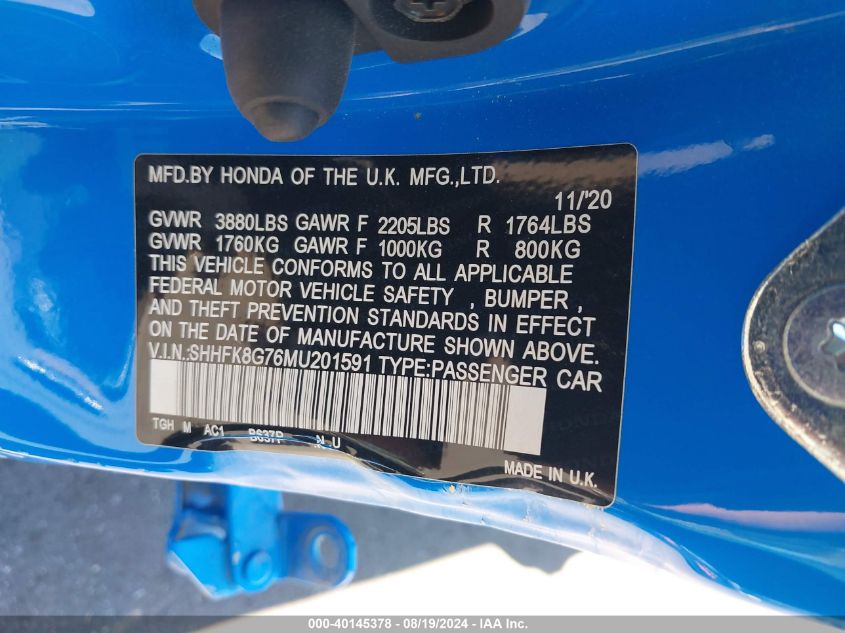 MFD.BY HONDA OF THE U.K. MFG.,LTD.
11/'20
GVWR 3880LBS GAWR F 2205LBS R 1764LBS
GVWR 1760KG GAWR F 1000KG R 800KG
THIS VEHICLE CONFORMS TO ALL APPLICABLE
FEDERAL MOTOR VEHICLE SAFETY , BUMPER ,
AND THEFT PREVENTION STANDARDS IN EFFECT
ON THE DATE OF MANUFACTURE SHOWN ABOVE.
V.I.N.:SHHFK8G76MU201591 TYPE:PASSENGER CAR
TGH M AC1 B637P N U
MADE IN U.K.
000-40145378 - 08/19/2024 - IAA Inc.